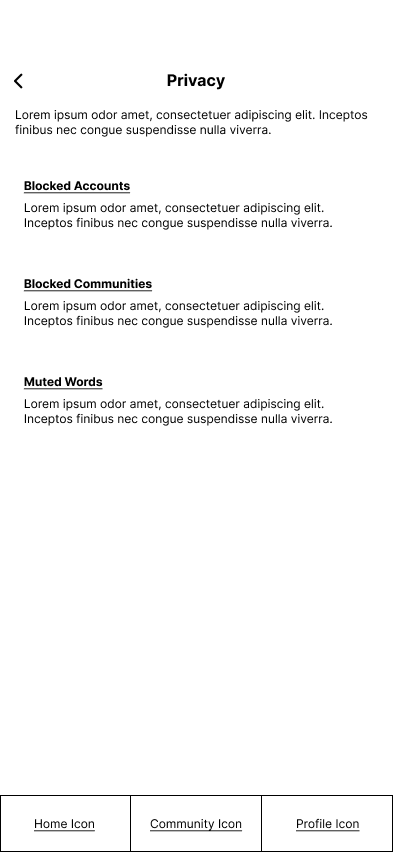 Privacy
Lorem ipsum odor amet, consectetuer adipiscing elit. Inceptos
finibus nec congue suspendisse nulla viverra.
Blocked Accounts
Lorem ipsum odor amet, consectetuer adipiscing elit.
Inceptos finibus nec congue suspendisse nulla viverra.
Blocked Communities
Lorem ipsum odor amet, consectetuer adipiscing elit.
Inceptos finibus nec congue suspendisse nulla viverra.
Muted Words
Lorem ipsum odor amet, consectetuer adipiscing elit.
Inceptos finibus nec congue suspendisse nulla viverra.
Home Icon
Community Icon
Profile Icon